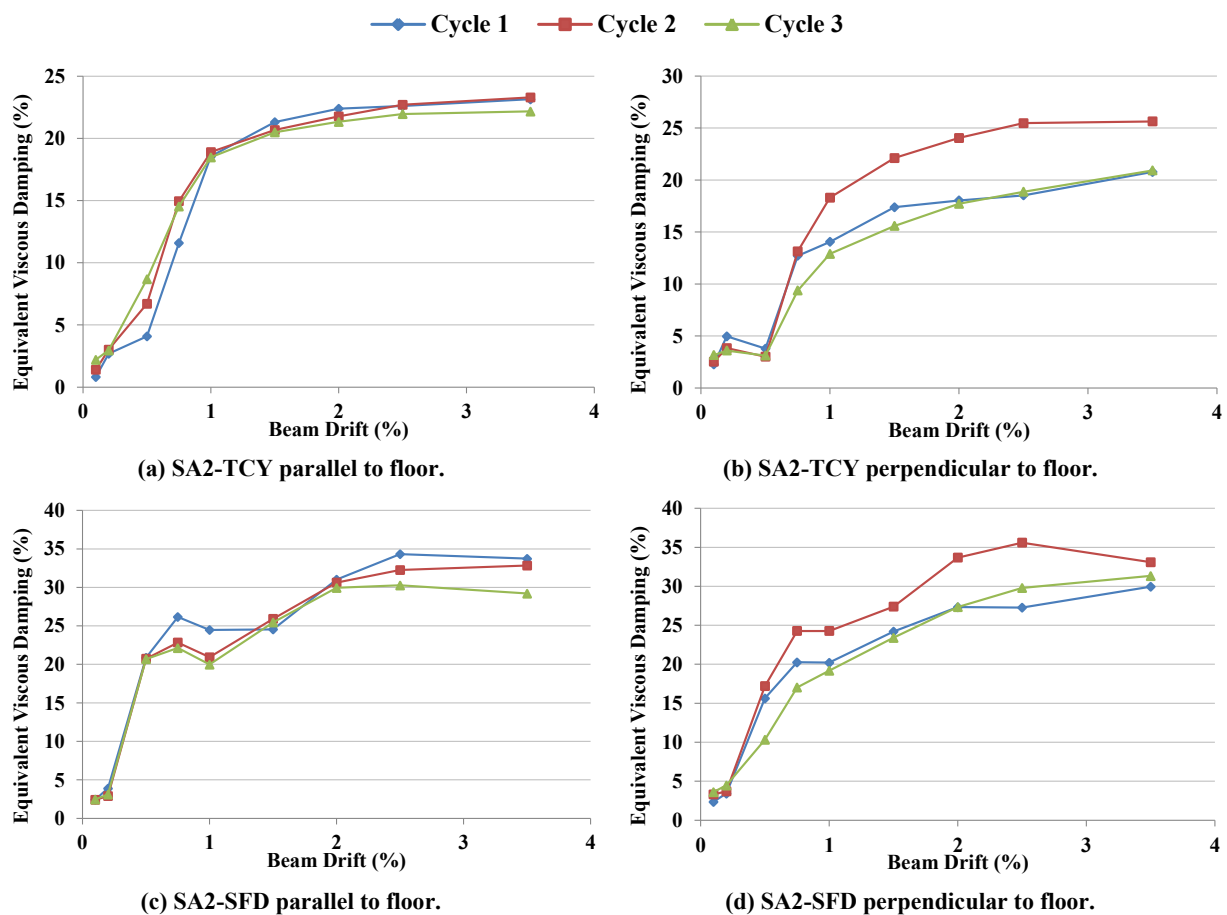 Cycle 1 Cycle 2 Cycle 3
Equivalent Viscous Damping (%)
25
20
15
10
5
0
0 1 2 3 4
Beam Drift (%)
(a) SA2-TCY parallel to floor.
Equivalent Viscous Damping (%)
30
25
20
15
10
5
0
0 1 2 3 4
Beam Drift (%)
(b) SA2-TCY perpendicular to floor.
Equivalent Viscous Damping (%)
40
35
30
25
20
15
10
5
0
0 1 2 3 4
Beam Drift (%)
(c) SA2-SFD parallel to floor.
Equivalent Viscous Damping (%)
40
35
30
25
20
15
10
5
0
0 1 2 3 4
Beam Drift (%)
(d) SA2-SFD perpendicular to floor.